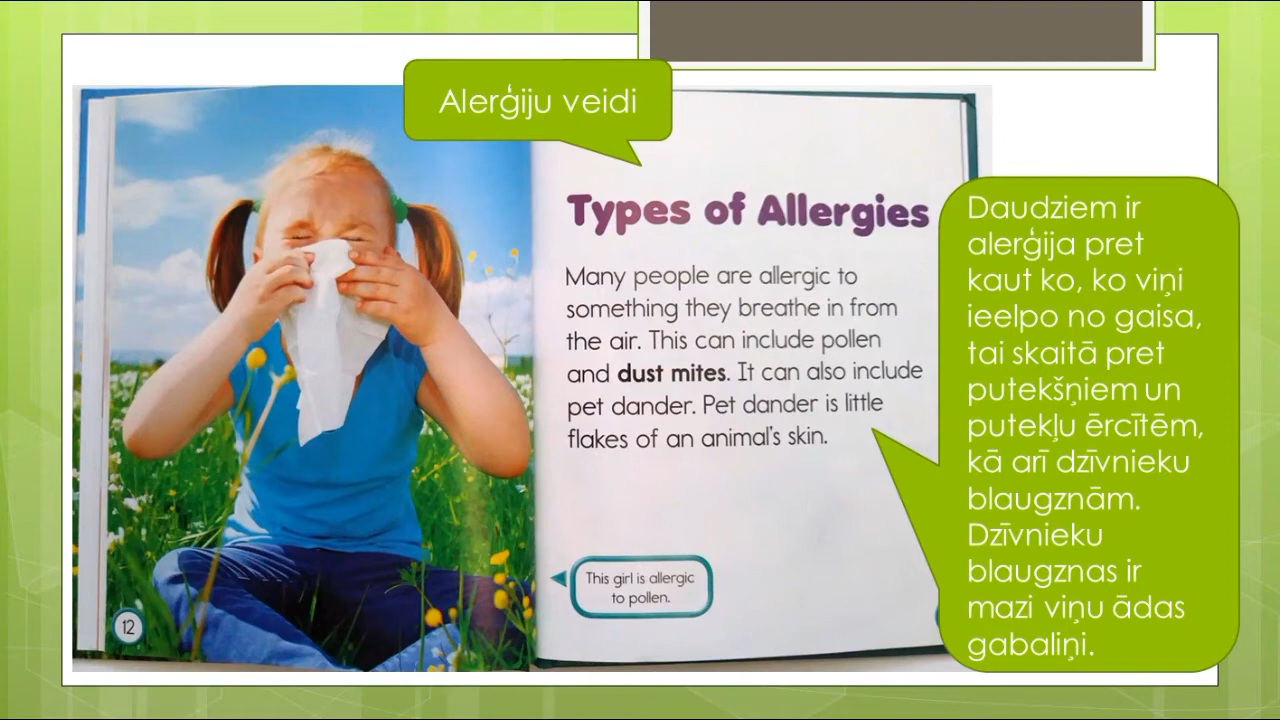 Alerģiju veidi
Types of Allergies
Many people are allergic to
something they breathe in from
the air. This can include pollen
and dust mites. It can also include
pet dander. Pet dander is little
flakes of an animal's skin.
This girl is allergic
to pollen.
12
Daudziem ir
alerģija pret
kaut ko, ko viņi
ieelpo no gaisa,
tai skaitā pret
putekšņiem un
putekļu ērcītēm,
kā arī dzīvnieku
blaugznām.
Dzīvnieku
blaugznas ir
mazi viņu ādas
gabaliņi.